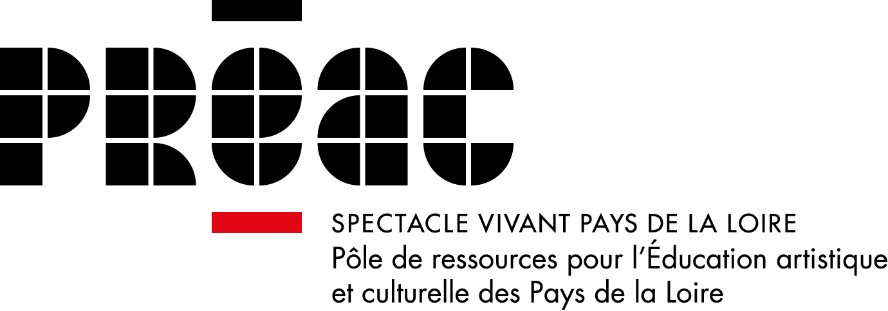 PRÉAC
SPECTACLE VIVANT PAYS DE LA LOIRE
Pôle de ressources pour l'Éducation artistique
et culturelle des Pays de la Loire